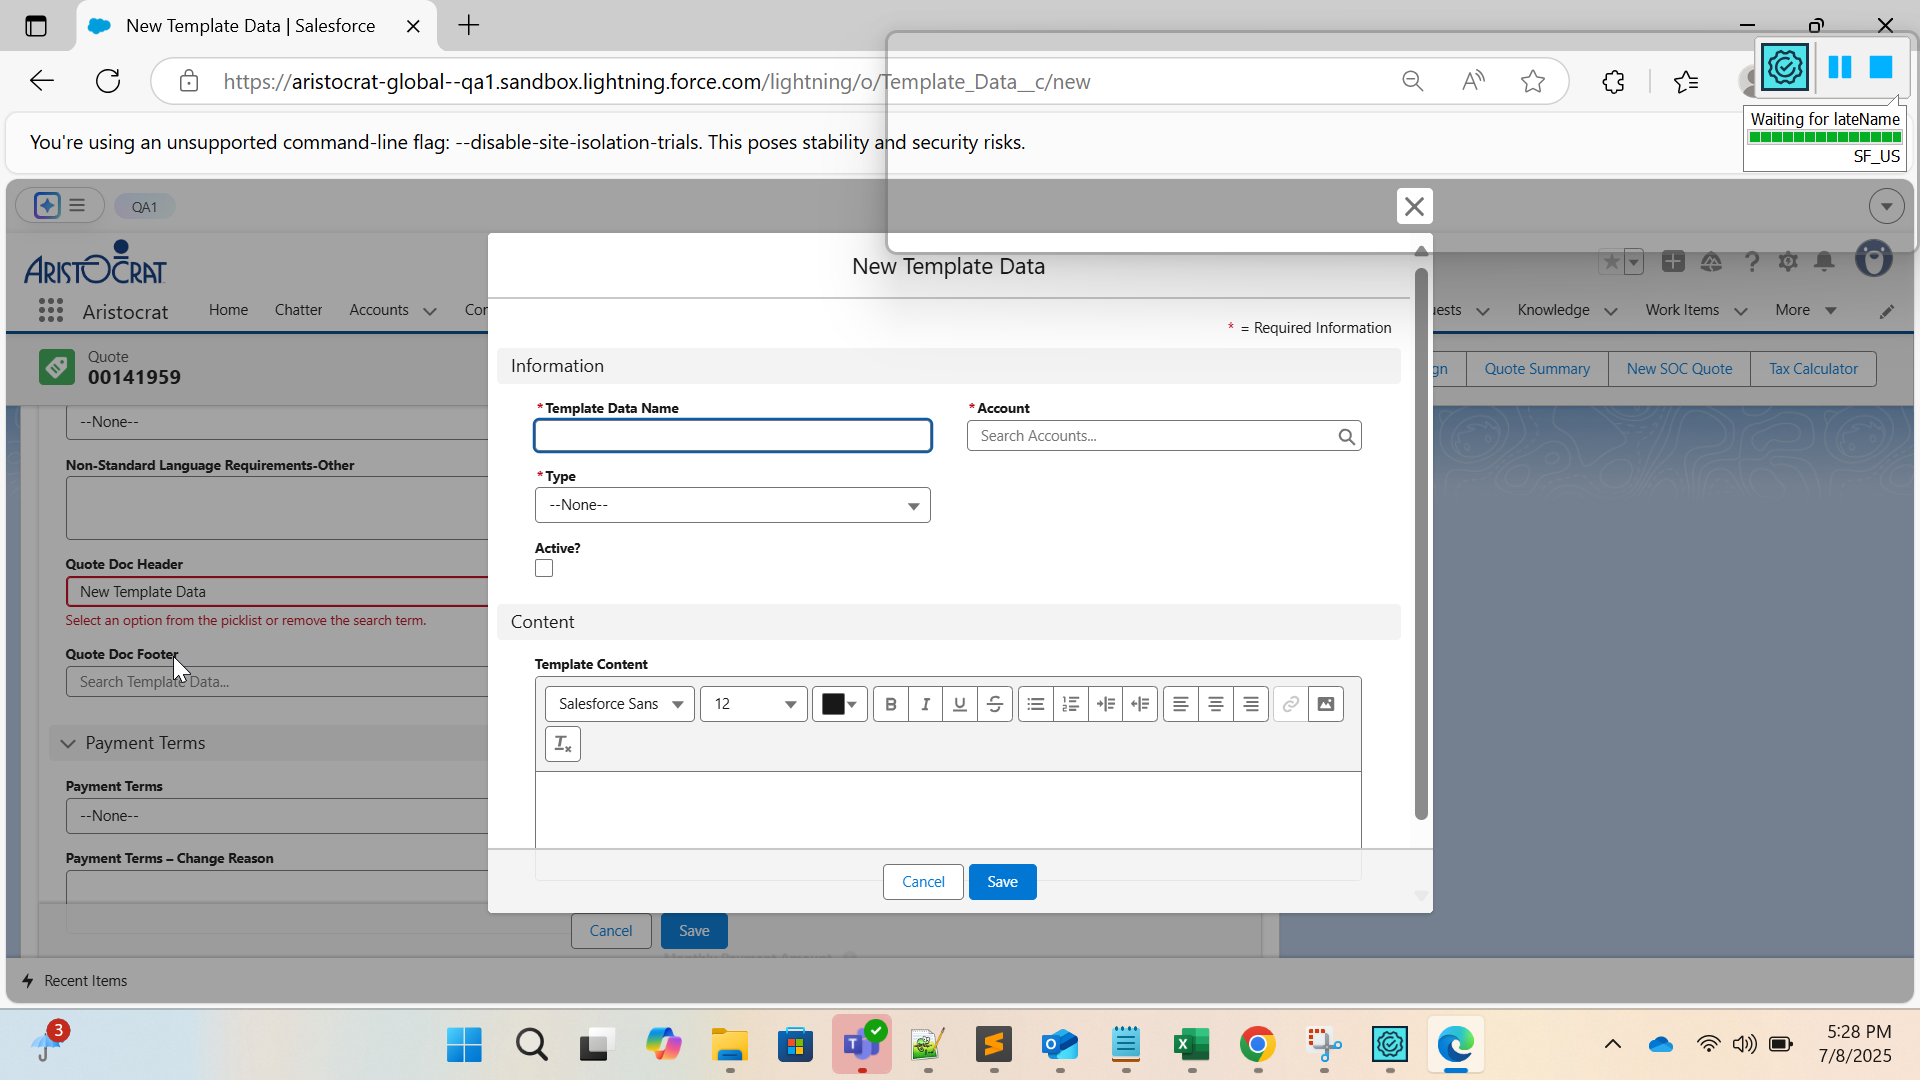 New Template Data | Salesforce
https://aristocrat-global--qa1.sandbox.lightning.force.com/lightning/o/Template_Data__c/new
You're using an unsupported command-line flag: --disable-site-isolation-trials. This poses stability and security risks.
Waiting for lateName
SF_US
QA1
ARISTOCRAT
Aristocrat
Home
Chatter
Accounts
Knowledge
Work Items
More
Quote
00141959
Quote Summary
New SOC Quote
Tax Calculator
--None--
Non-Standard Language Requirements-Other
Quote Doc Header
New Template Data
Select an option from the picklist or remove the search term.
Quote Doc Footer
Search Template Data...
Payment Terms
Payment Terms
--None--
Payment Terms – Change Reason
Cancel
Save
New Template Data
* = Required Information
Information
*Template Data Name
*Account
Search Accounts...
*Type
--None--
Active?
Content
Template Content
Salesforce Sans
12
B I U S
Cancel
Save
Recent Items
3
5:28 PM
7/8/2025